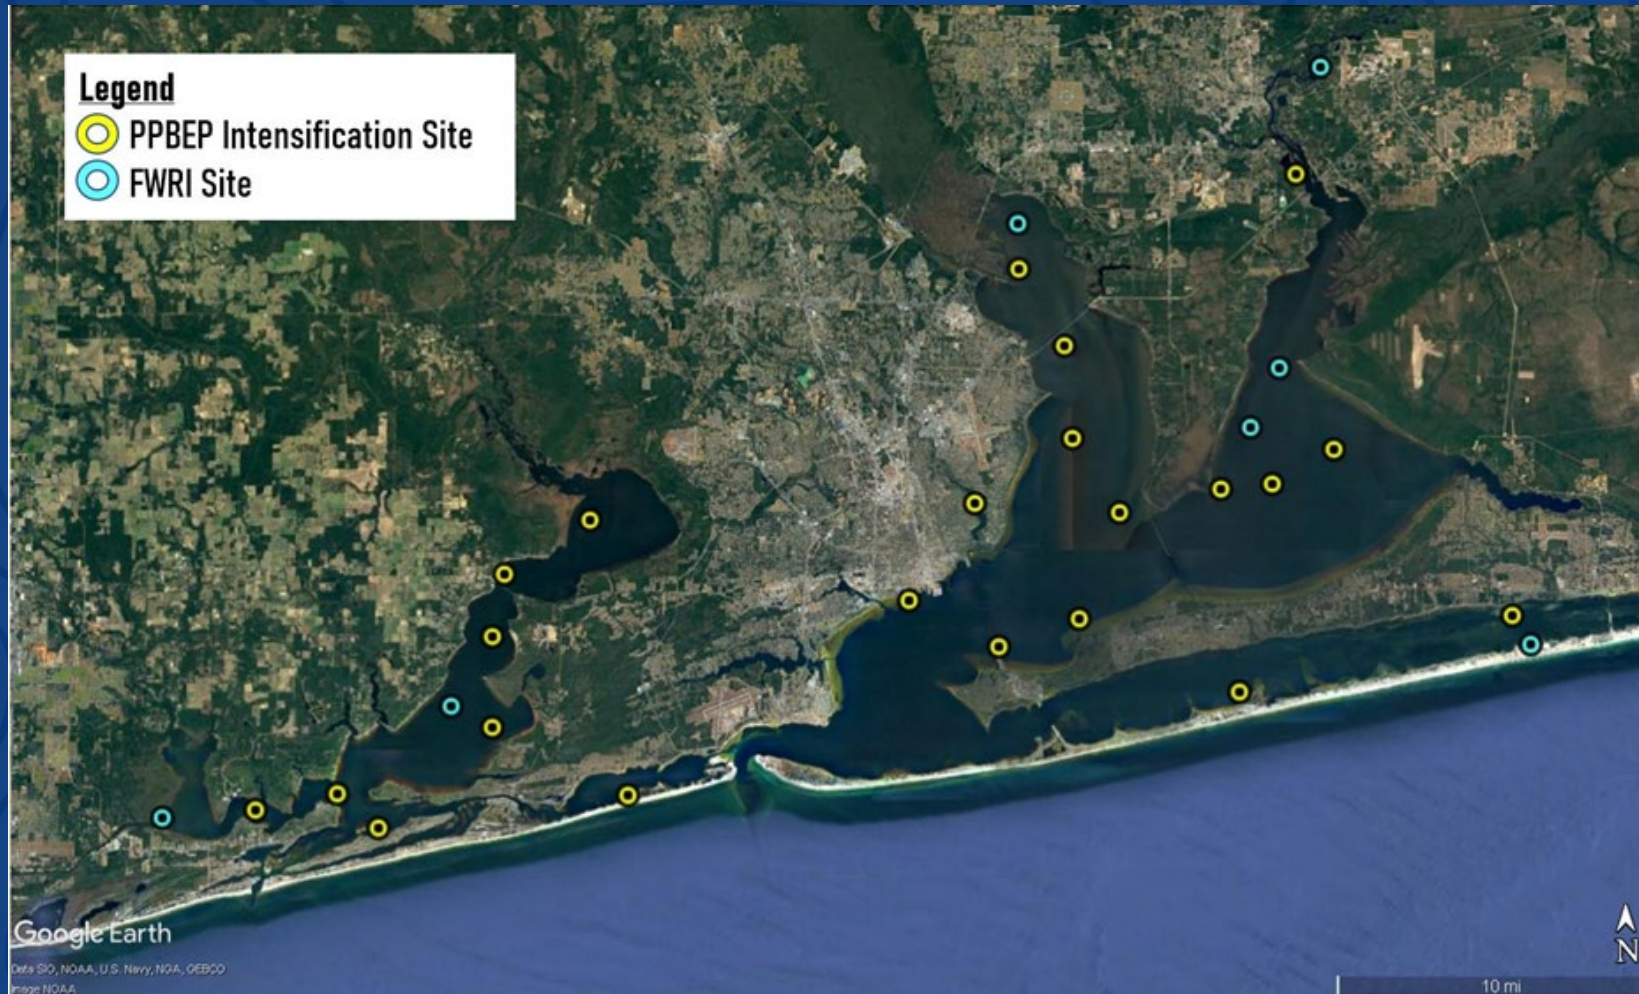 Legend
PPBEP Intensification Site
FWRI Site
Google Earth
Data SIO, NOAA, U.S. Navy, NGA, GEBCO
Image NOAA
N
10 mi